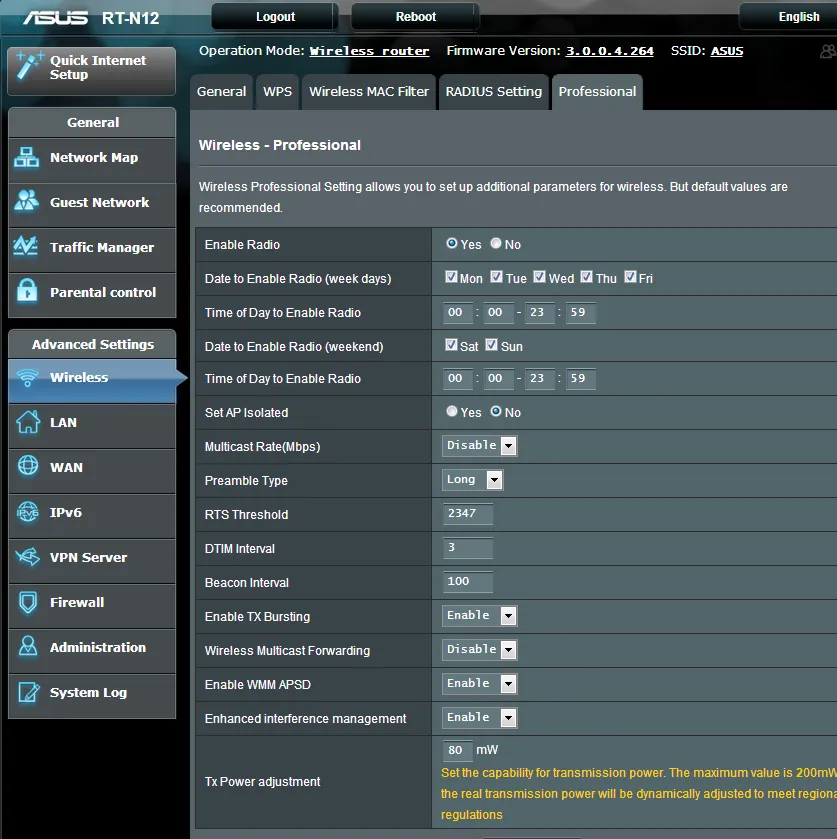 ASUS RT-N12 Logout Reboot English
Operation Mode: Wireless router Firmware Version: 3.0.0.4.264 SSID: ASUS
Quick Internet
Setup
General
Network Map
Guest Network
Traffic Manager
Parental control
Advanced Settings
Wireless
LAN
WAN
IPv6
VPN Server
Firewall
Administration
System Log
General WPS Wireless MAC Filter RADIUS Setting Professional
Wireless - Professional
Wireless Professional Setting allows you to set up additional parameters for wireless. But default values are
recommended.
Enable Radio Yes No
Date to Enable Radio (week days) Mon Tue Wed Thu Fri
Time of Day to Enable Radio 00 : 00 - 23 : 59
Date to Enable Radio (weekend) Sat Sun
Time of Day to Enable Radio 00 : 00 - 23 : 59
Set AP Isolated Yes No
Multicast Rate(Mbps) Disable
Preamble Type Long
RTS Threshold 2347
DTIM Interval 3
Beacon Interval 100
Enable TX Bursting Enable
Wireless Multicast Forwarding Disable
Enable WMM APSD Enable
Enhanced interference management Enable
Tx Power adjustment 80 mW
Set the capability for transmission power. The maximum value is 200mW
the real transmission power will be dynamically adjusted to meet regiona
regulations